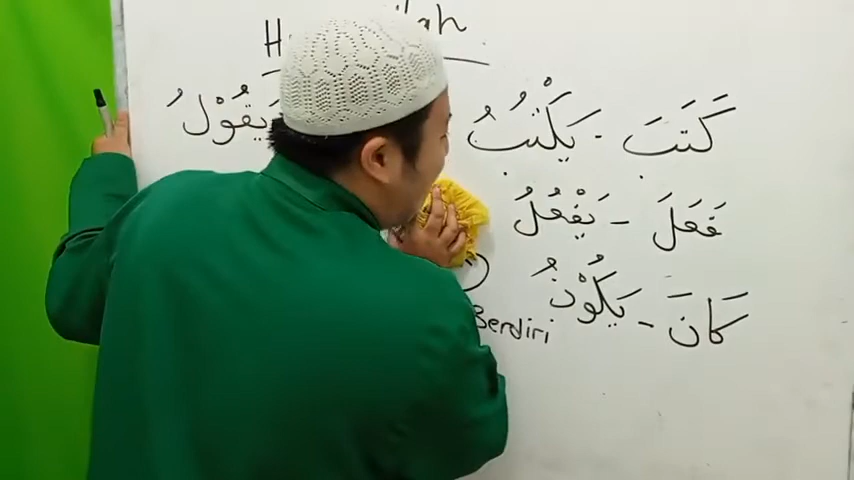 كَتَبَ - يَكْتُبُ
يَقُوْلُ
فَعَلَ - يَفْعُلُ
كَانَ - يَكُوْنُ
Berdiri